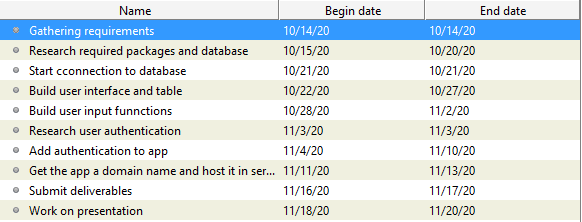 Name Begin date End date
Gathering requirements 10/14/20 10/14/20
Research required packages and database 10/15/20 10/20/20
Start cconnection to database 10/21/20 10/21/20
Build user interface and table 10/22/20 10/27/20
Build user input funnctions 10/28/20 11/2/20
Research user authentication 11/3/20 11/3/20
Add authentication to app 11/4/20 11/10/20
Get the app a domain name and host it in ser... 11/11/20 11/13/20
Submit deliverables 11/16/20 11/17/20
Work on presentation 11/18/20 11/20/20